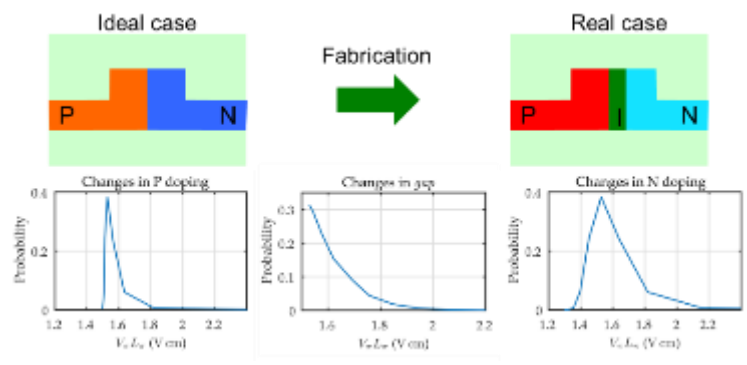 Ideal case
Real case
Fabrication
P
N
P
I
N
Changes in P doping
Changes in gap
Changes in N doping
Probability
0.4
0.2
0
1.2 1.4 1.6 1.8 2 2.2
(V cm)
Probability
0.3
0.2
0.1
0
1.6 1.8 2 2.2
(V cm)
Probability
0.4
0.2
0
1.2 1.4 1.6 1.8 2 2.2
(V cm)